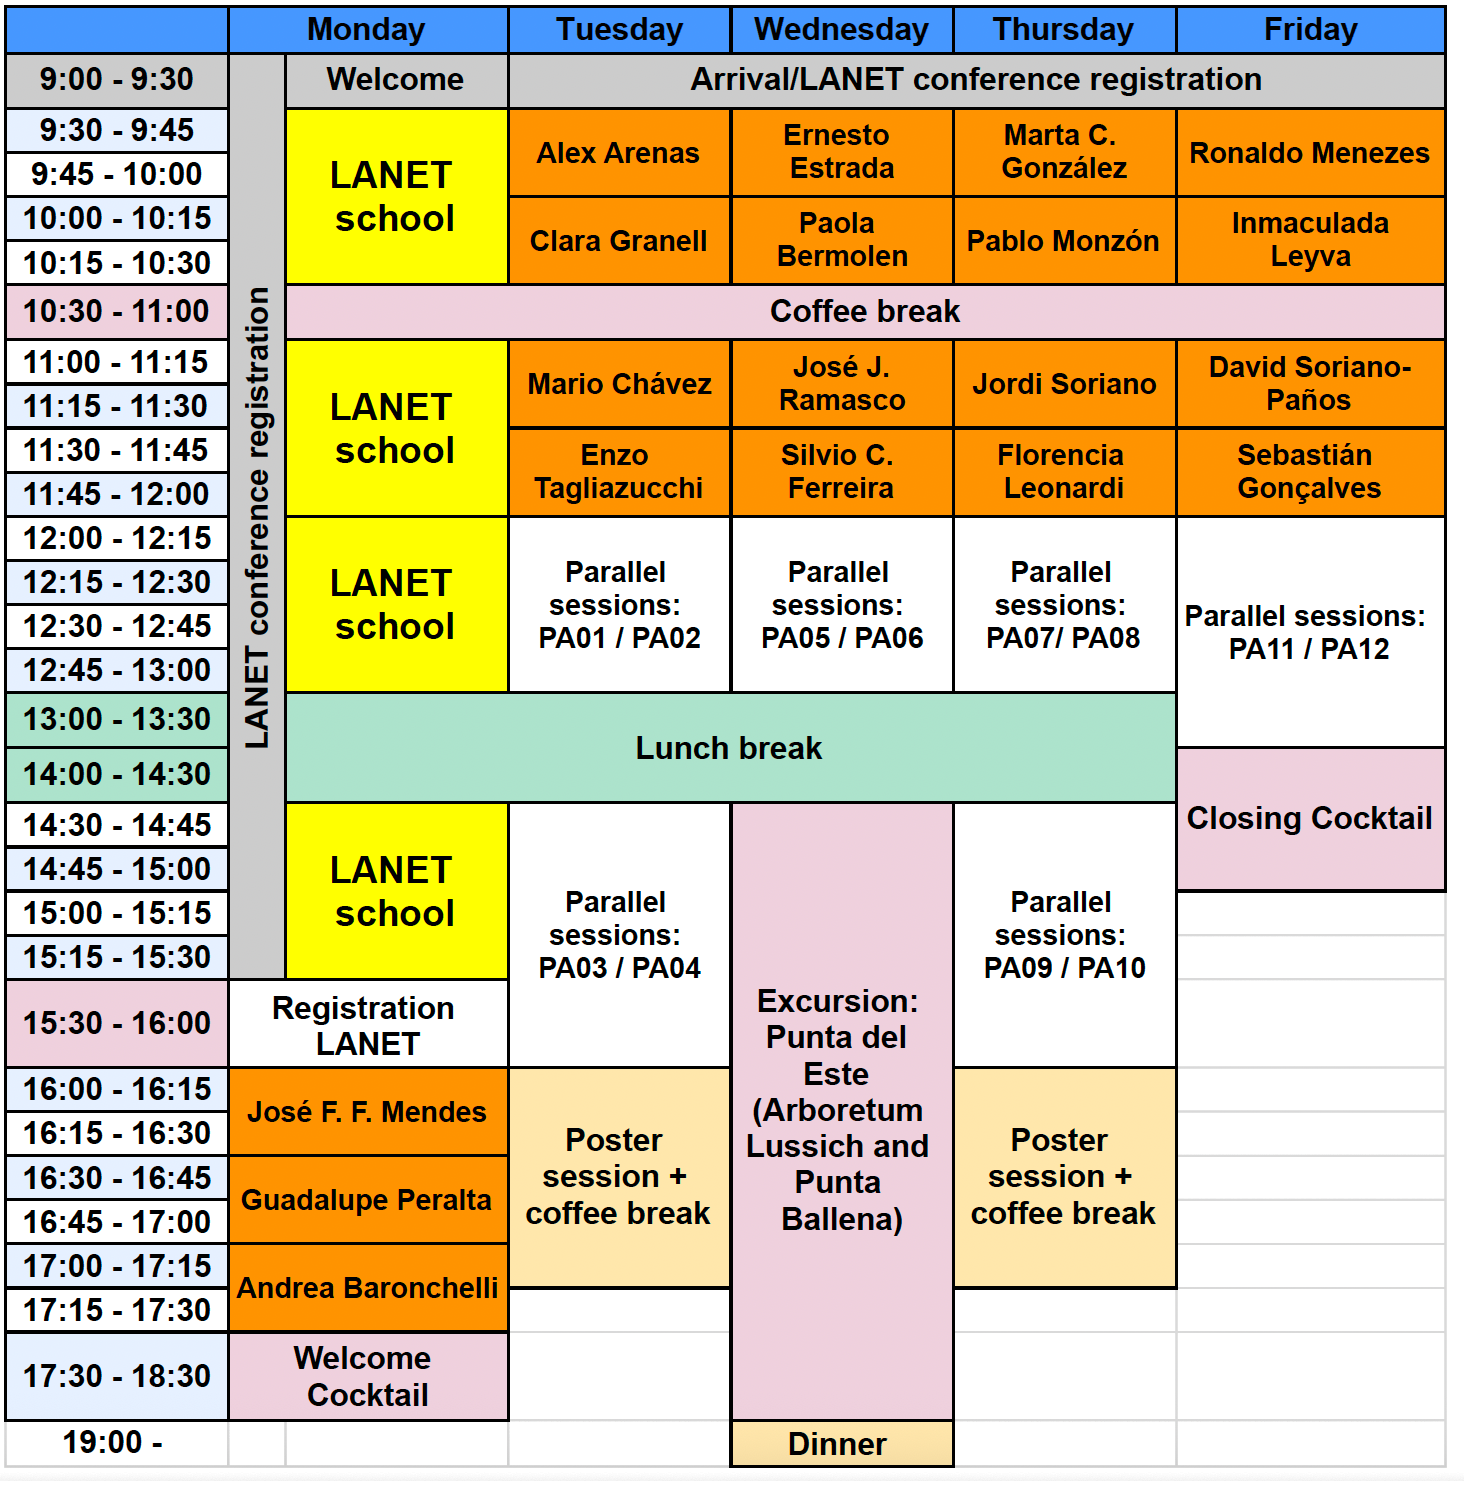 Monday Tuesday Wednesday Thursday Friday
9:00 - 9:30 Welcome Arrival/LANET conference registration
LANET conference registration
9:30 - 9:45
9:45 - 10:00
LANET
school
Alex Arenas
Ernesto
Estrada
Marta C.
González
Ronaldo Menezes
10:00 - 10:15
10:15 - 10:30
Clara Granell
Paola
Bermolen
Pablo Monzón
Inmaculada
Leyva
10:30 - 11:00 Coffee break
11:00 - 11:15
11:15 - 11:30
LANET
school
Mario Chávez
José J.
Ramasco
Jordi Soriano
David Soriano-
Paños
11:30 - 11:45
11:45 - 12:00
Enzo
Tagliazucchi
Silvio C.
Ferreira
Florencia
Leonardi
Sebastián
Gonçalves
12:00 - 12:15
12:15 - 12:30
12:30 - 12:45
12:45 - 13:00
LANET
school
Parallel
sessions:
PA01 / PA02
Parallel
sessions:
PA05 / PA06
Parallel
sessions:
PA07/ PA08
Parallel sessions:
PA11 / PA12
13:00 - 13:30
14:00 - 14:30
Lunch break
Closing Cocktail
14:30 - 14:45
14:45 - 15:00
15:00 - 15:15
15:15 - 15:30
LANET
school
Parallel
sessions:
PA03 / PA04
Excursion:
Punta del
Este
(Arboretum
Lussich and
Punta
Ballena)
Parallel
sessions:
PA09 / PA10
15:30 - 16:00
Registration
LANET
16:00 - 16:15
16:15 - 16:30
José F. F. Mendes
Poster
session +
coffee break
Poster
session +
coffee break
16:30 - 16:45
16:45 - 17:00
Guadalupe Peralta
17:00 - 17:15
17:15 - 17:30
Andrea Baronchelli
17:30 - 18:30
Welcome
Cocktail
19:00 -
Dinner